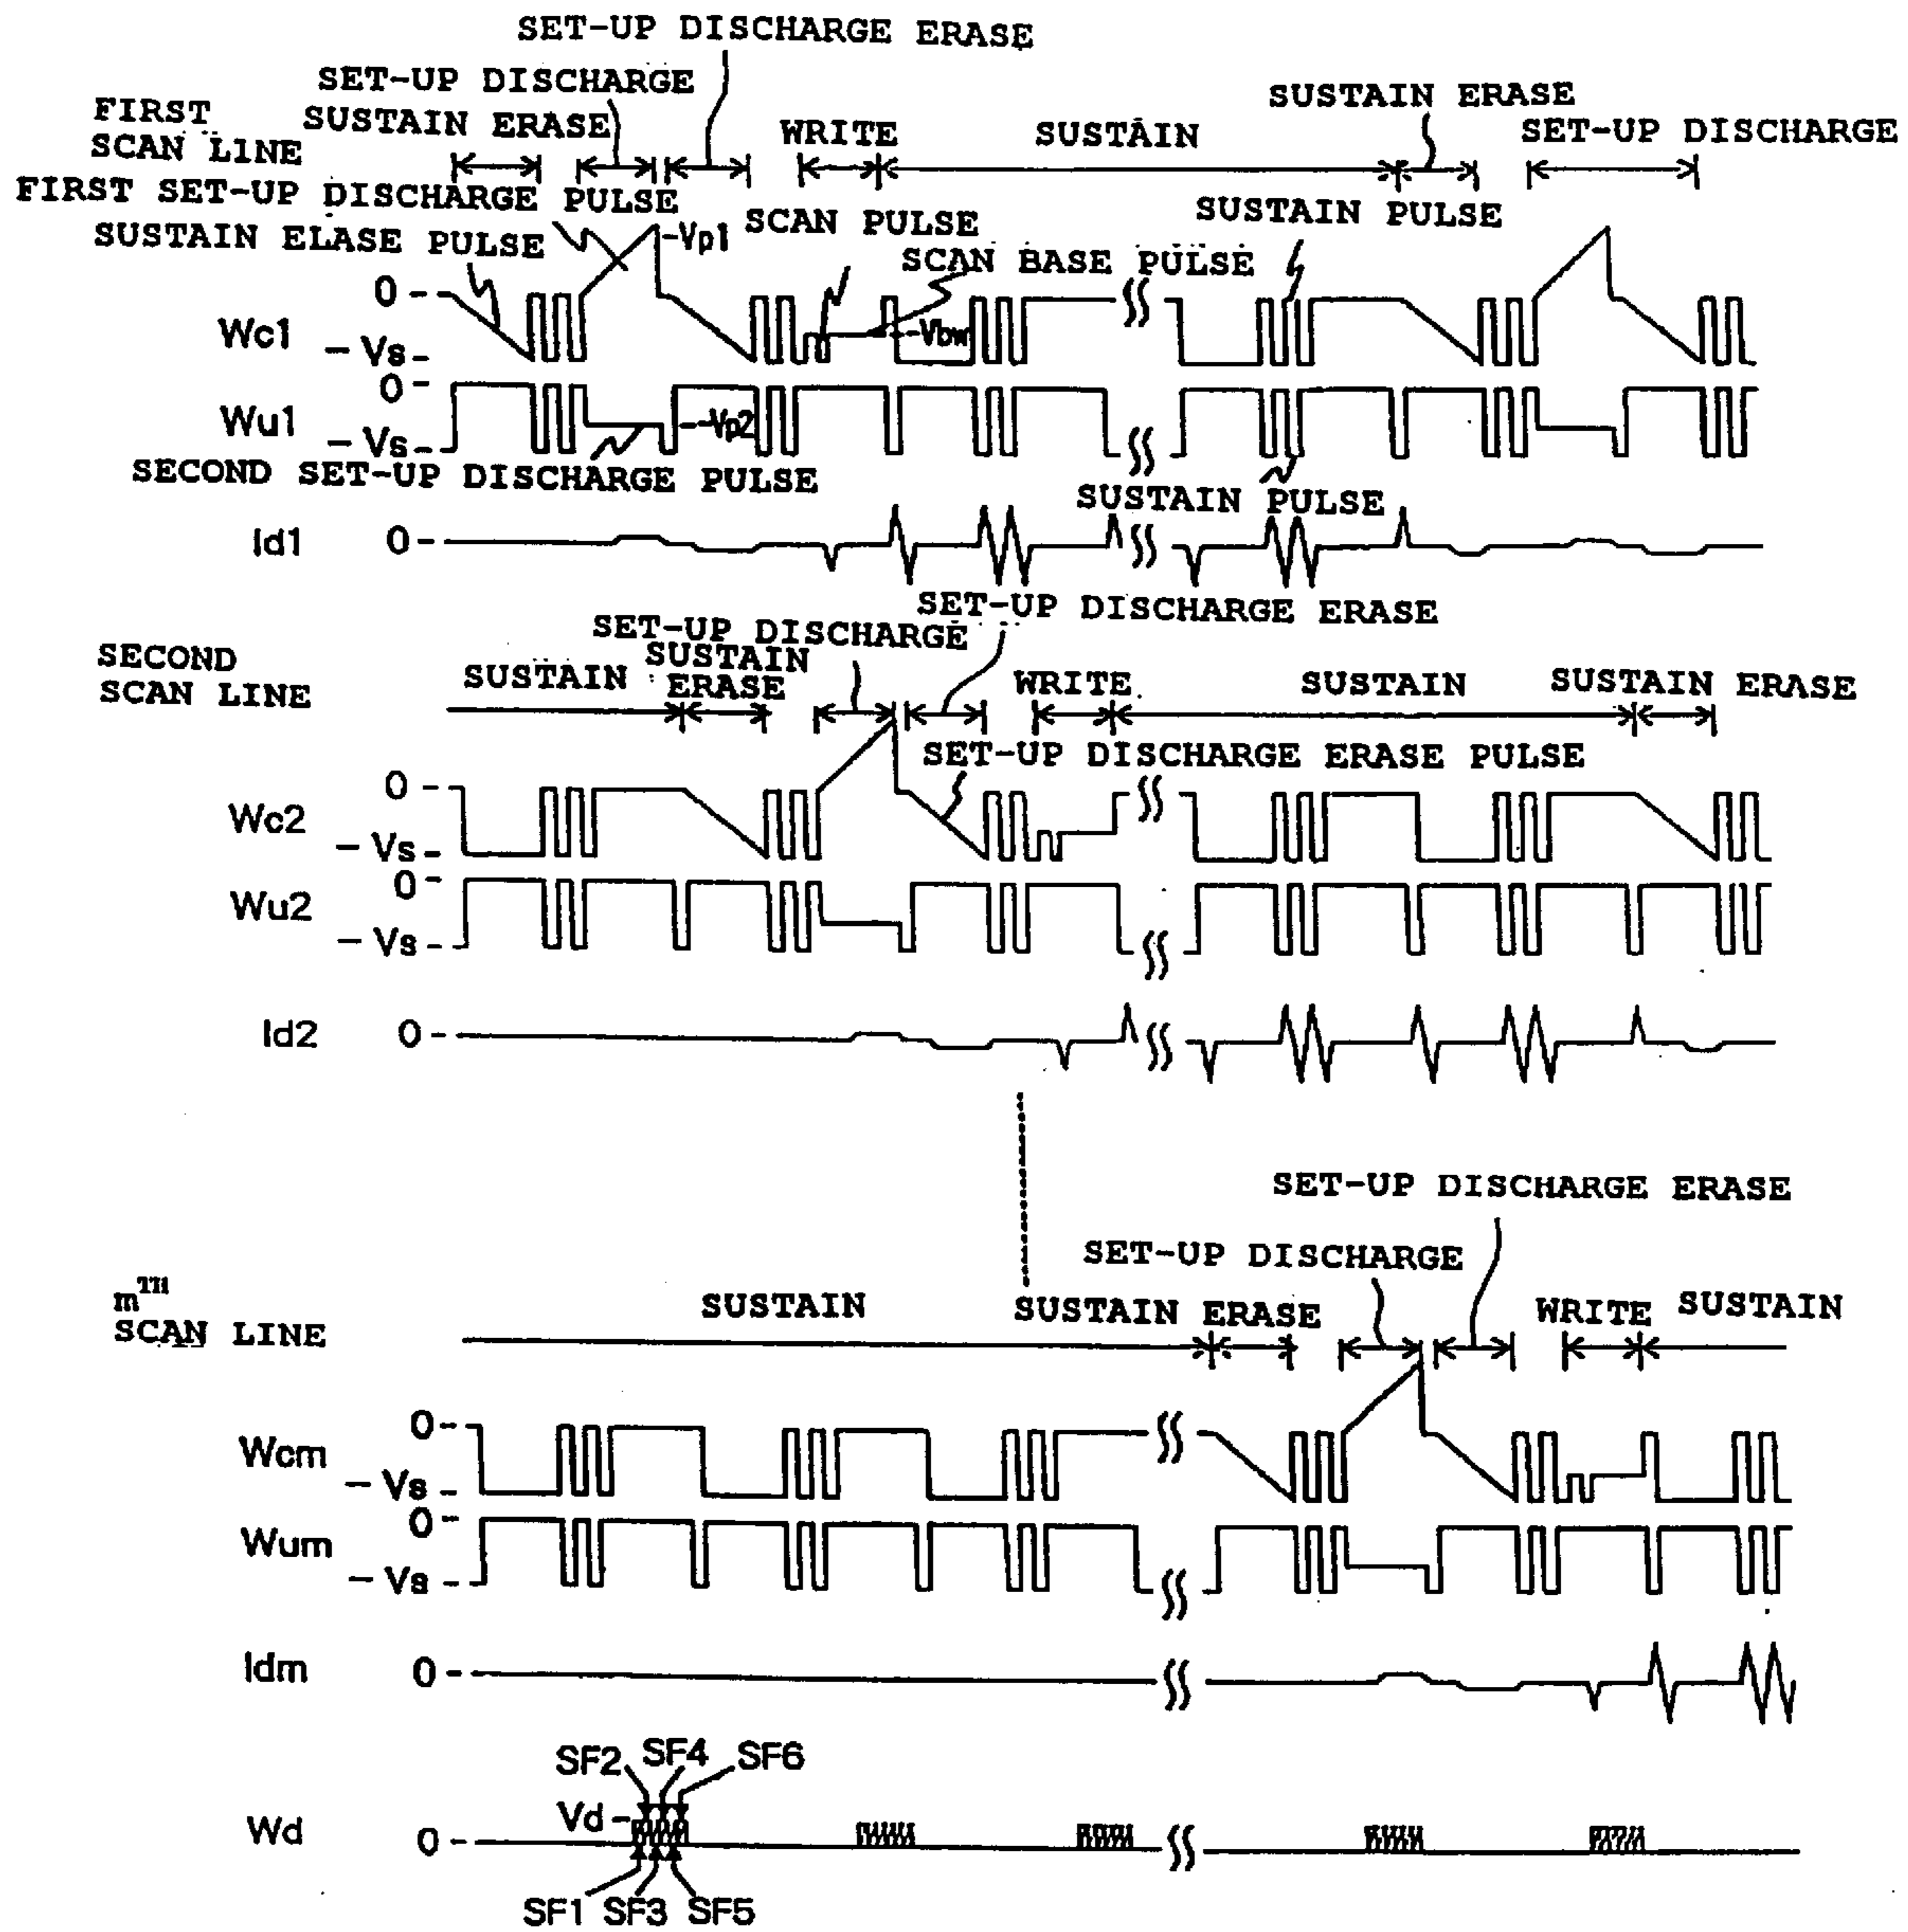 SET-UP DISCHARGE ERASE
SET-UP DISCHARGE
SUSTAIN ERASE
FIRST
SCAN LINE
SUSTAIN ERASE
WRITE
SUSTAIN
SET-UP DISCHARGE
FIRST SET-UP DISCHARGE PULSE
SUSTAIN ELASE PULSE
-Vp1
SCAN PULSE
SCAN BASE PULSE
SUSTAIN PULSE
0
Wc1
-Vs
-Vbw
0
Wu1
-Vs
-Vp2
SECOND SET-UP DISCHARGE PULSE
SUSTAIN PULSE
Id1
0
SET-UP DISCHARGE ERASE
SET-UP DISCHARGE
SECOND
SCAN LINE
SUSTAIN
SUSTAIN
ERASE
WRITE
SUSTAIN
SUSTAIN ERASE
SET-UP DISCHARGE ERASE PULSE
0
Wc2
-Vs
0
Wu2
-Vs
Id2
0
SET-UP DISCHARGE ERASE
SET-UP DISCHARGE
mTH
SCAN LINE
SUSTAIN
SUSTAIN ERASE
WRITE
SUSTAIN
0
Wcm
-Vs
0
Wum
-Vs
Idm
0
SF2 SF4 SF6
Vd
Wd
0
SF1 SF3 SF5